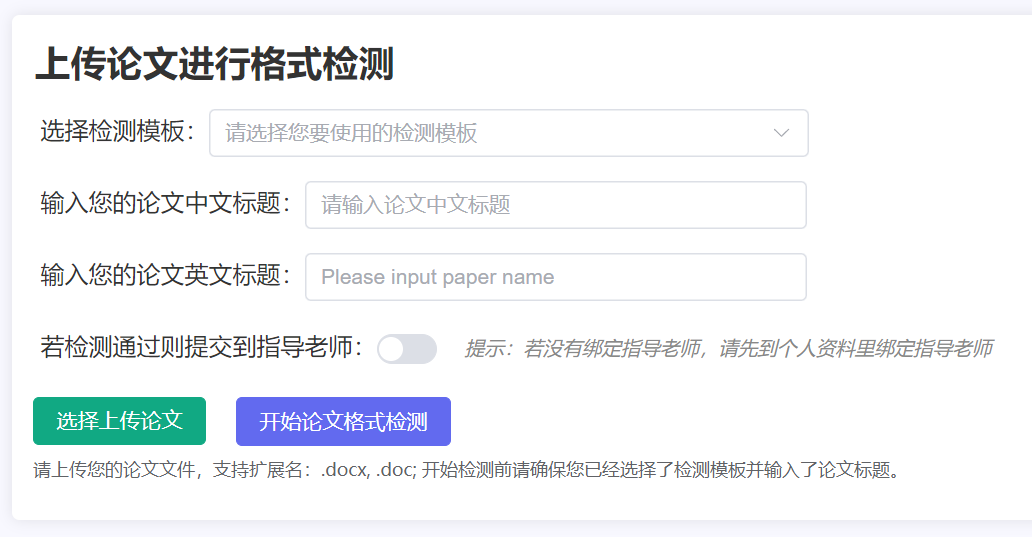 上传论文进行格式检测
选择检测模板： 请选择您要使用的检测模板
输入您的论文中文标题： 请输入论文中文标题
输入您的论文英文标题： Please input paper name
若检测通过则提交到指导老师： 提示：若没有绑定指导老师，请先到个人资料里绑定指导老师
选择上传论文 开始论文格式检测
请上传您的论文文件，支持扩展名：.docx, .doc; 开始检测前请确保您已经选择了检测模板并输入了论文标题。